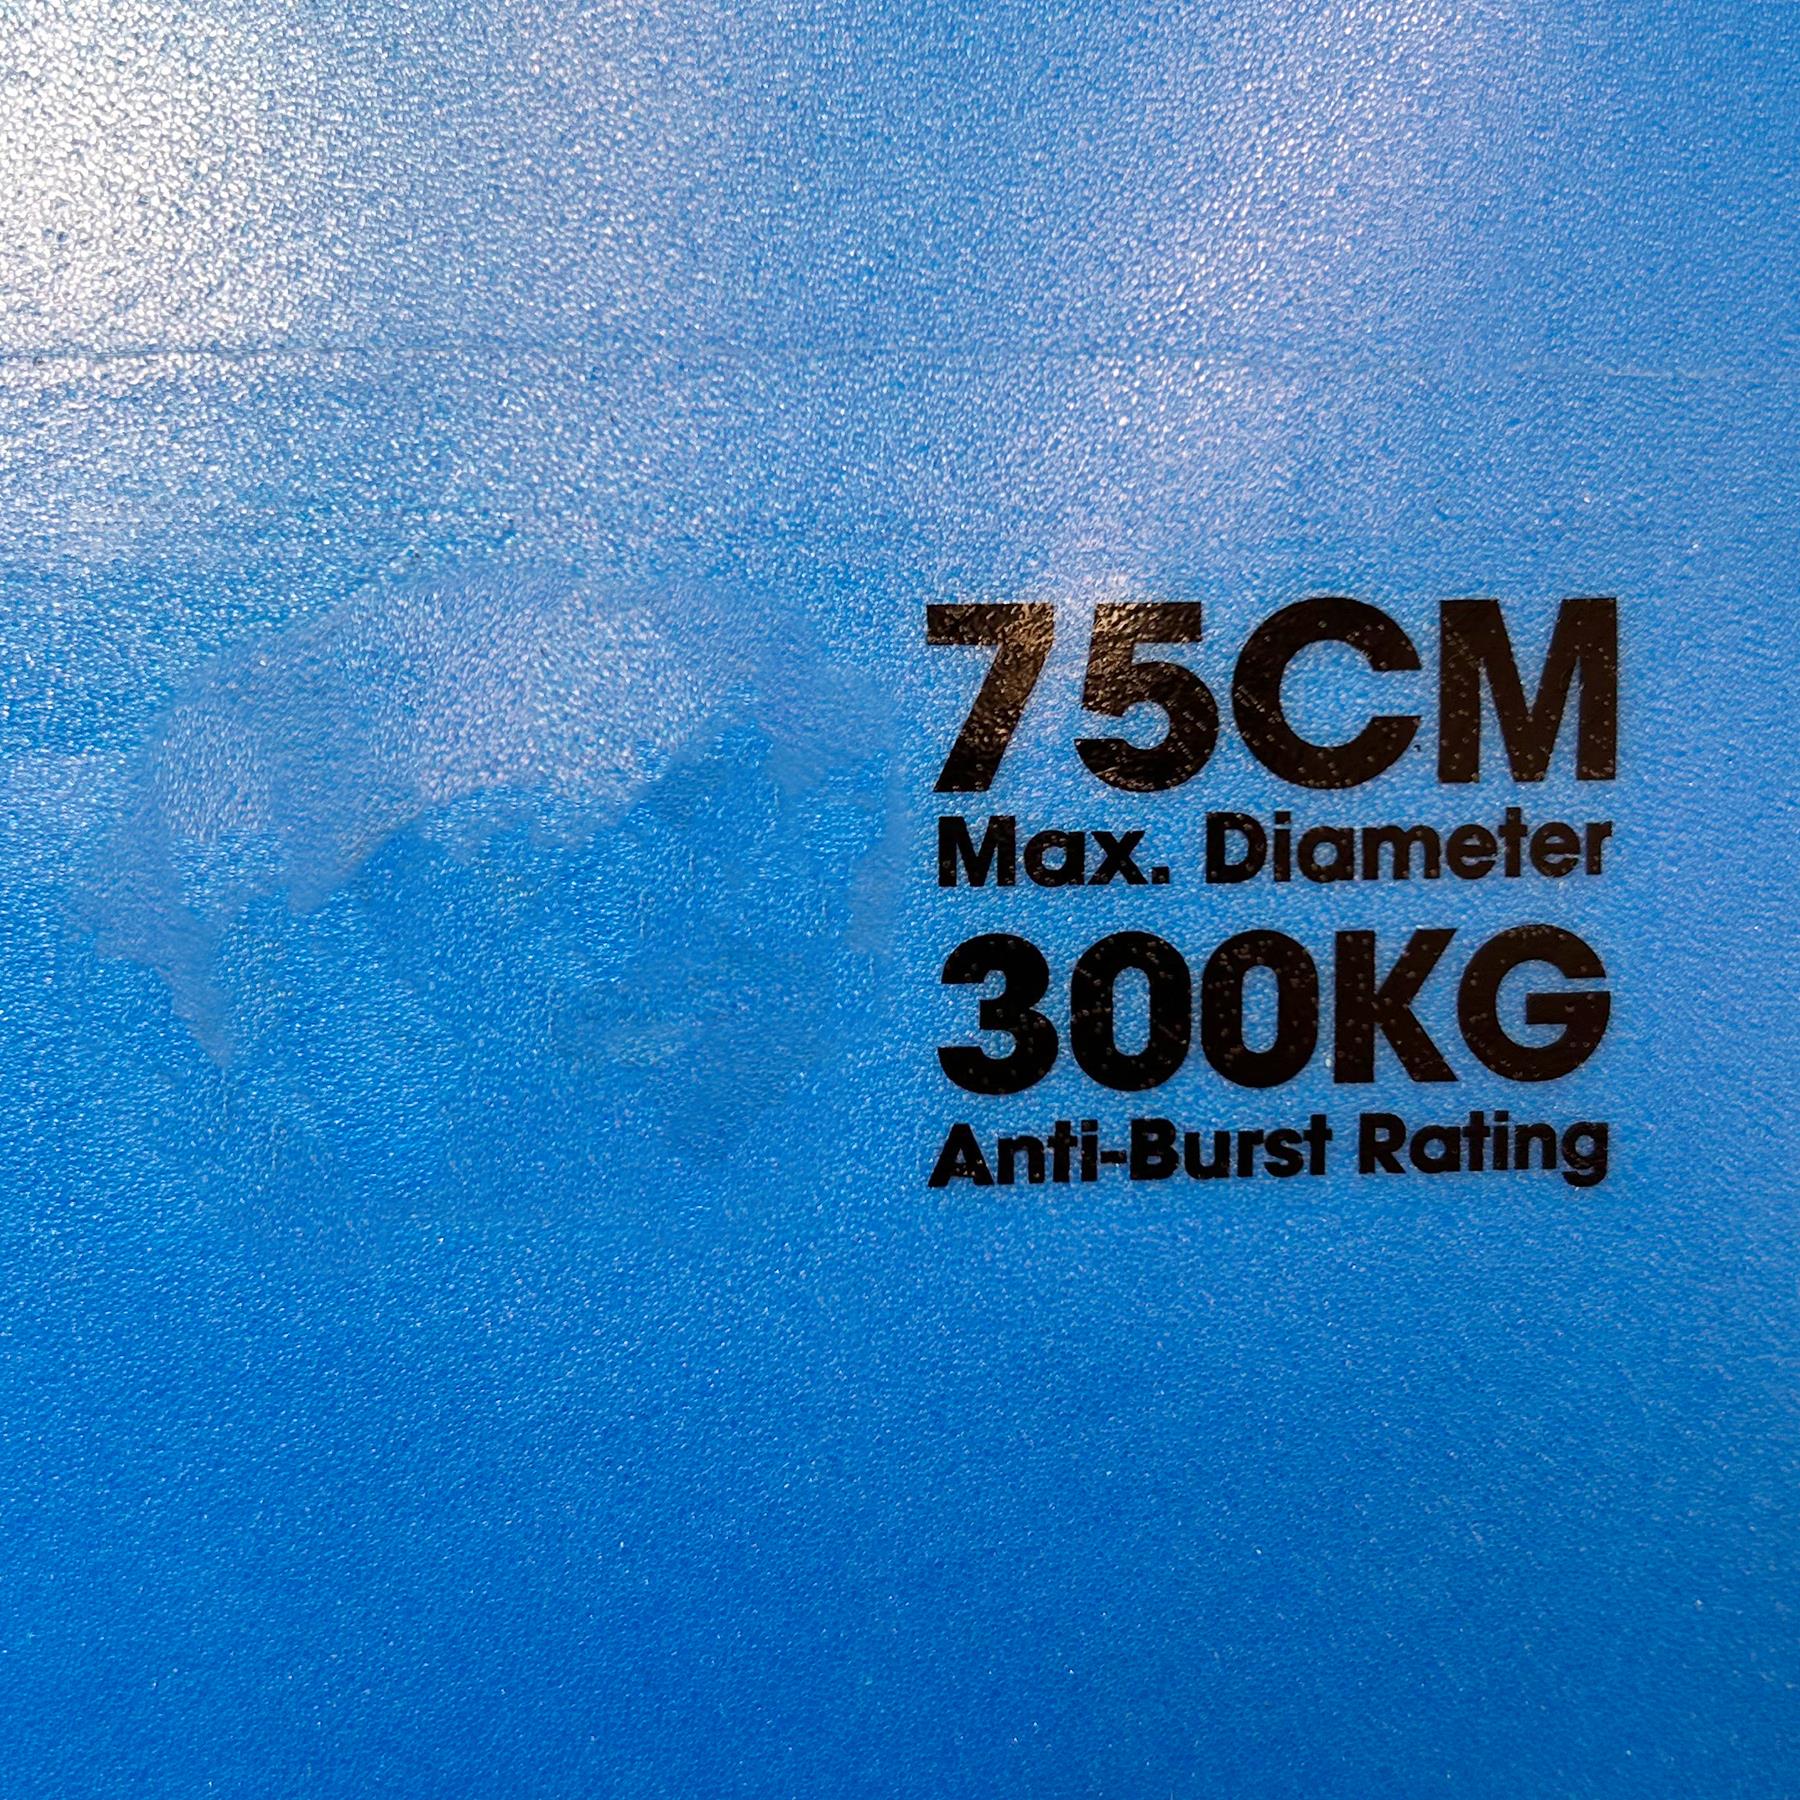 75CM
Max. Diameter
300KG
Anti-Burst Rating